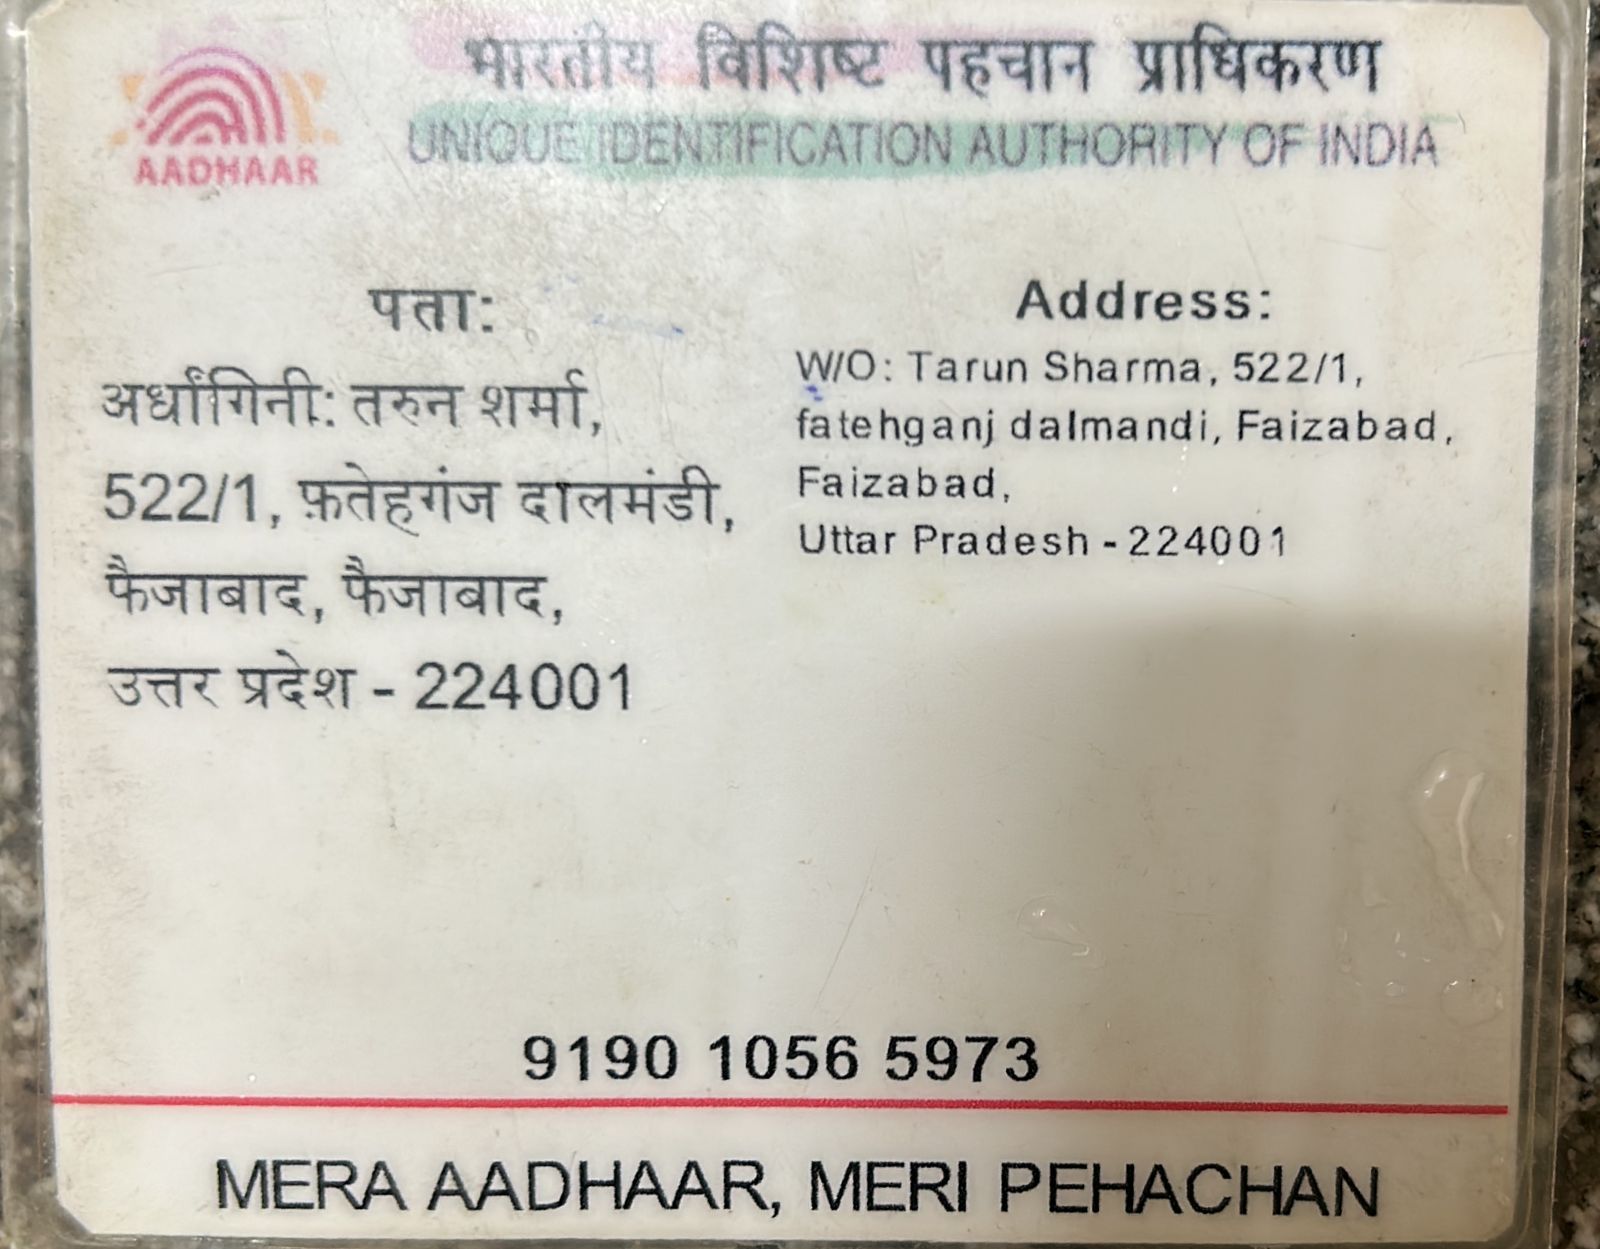 भारतीय विशिष्ट पहचान प्राधिकरण
UNIQUE IDENTIFICATION AUTHORITY OF INDIA
AADHAAR
पता:
अर्धांगिनी: तरुन शर्मा,
522/1, फ़तेहगंज दालमंडी,
फैजाबाद, फैजाबाद,
उत्तर प्रदेश - 224001
Address:
W/O: Tarun Sharma, 522/1,
fatehganj dalmandi, Faizabad,
Faizabad,
Uttar Pradesh - 224001
9190 1056 5973
MERA AADHAAR, MERI PEHACHAN